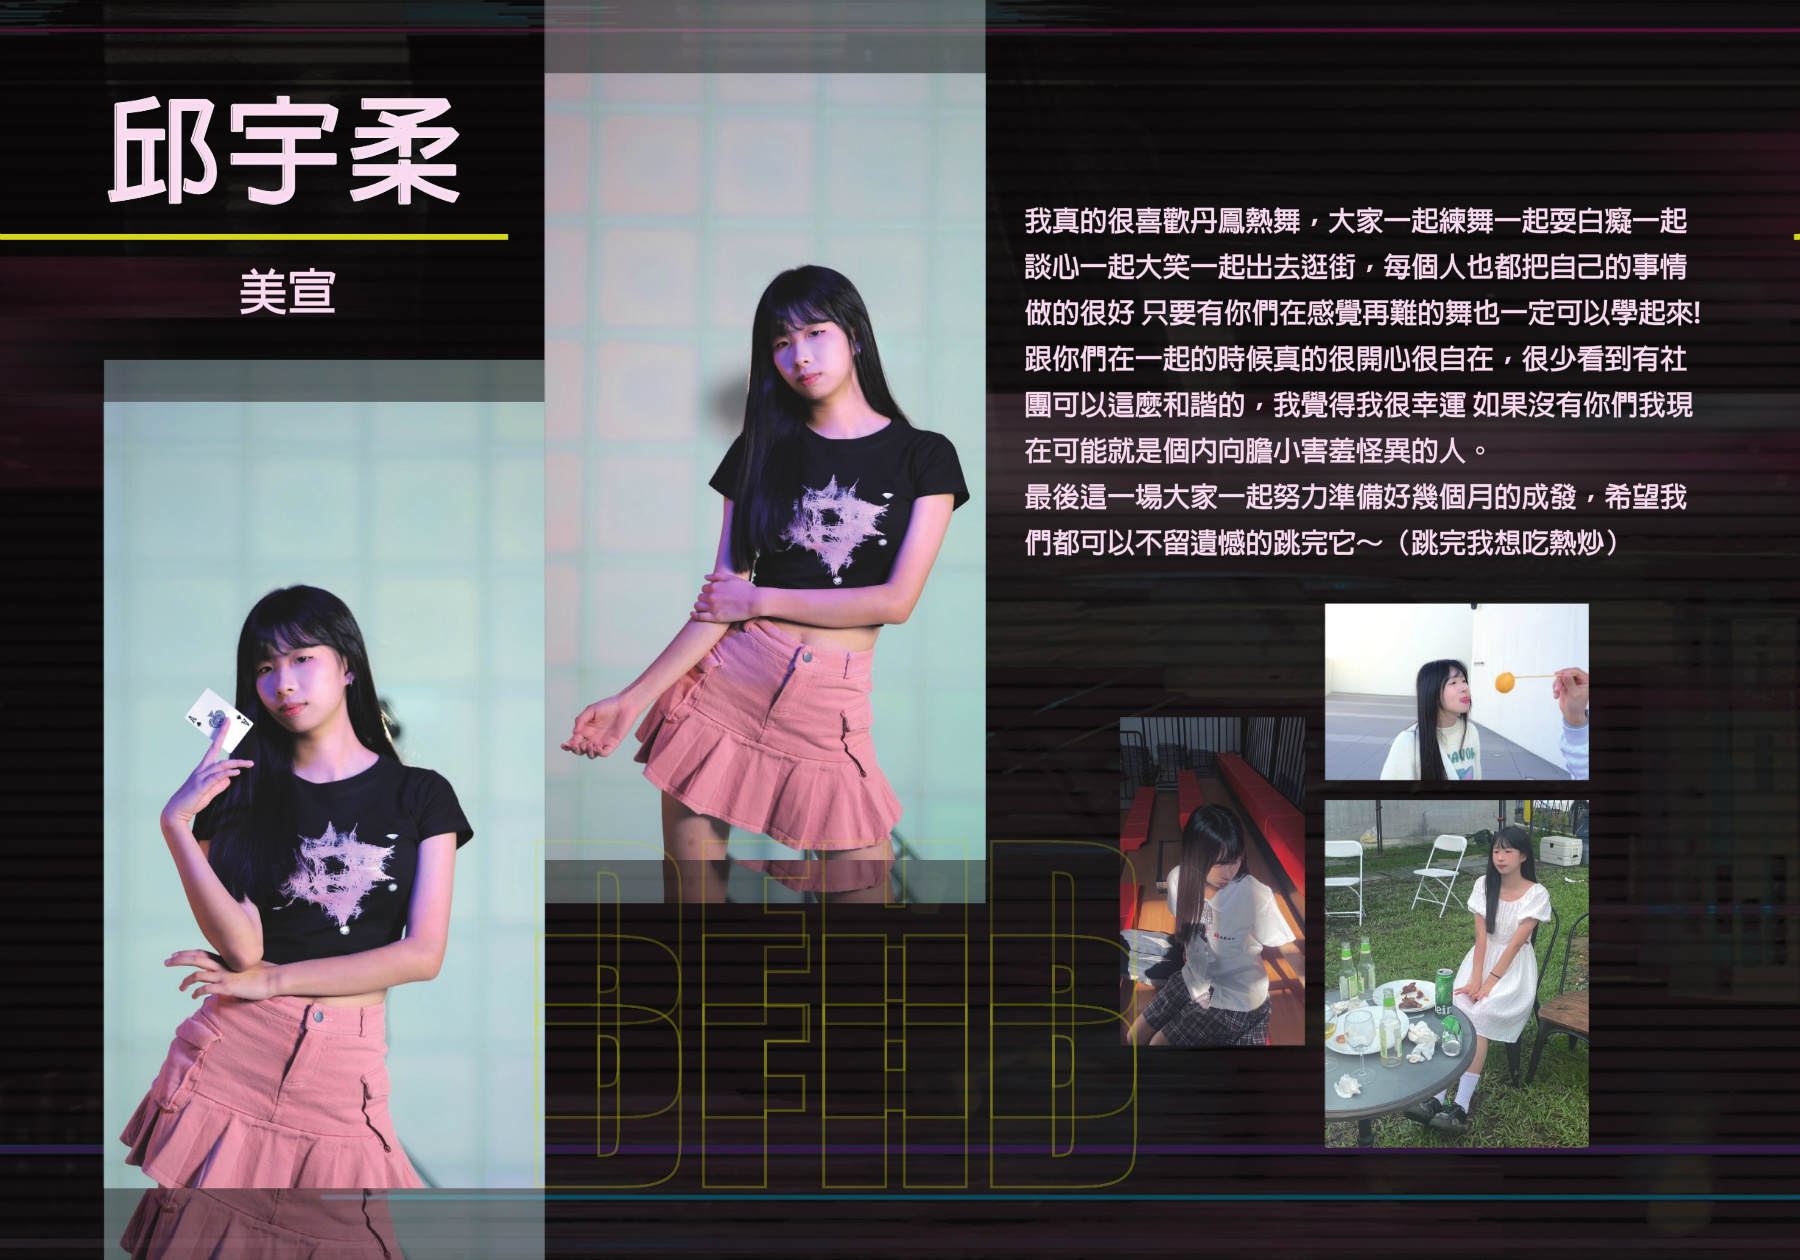 邱宇柔
美宣
我真的很喜歡丹鳳熱舞，大家一起練舞一起耍白癡一起
談心一起大笑一起出去逛街，每個人也都把自己的事情
做的很好 只要有你們在感覺再難的舞也一定可以學起來!
跟你們在一起的時候真的很開心很自在，很少看到有社
團可以這麼和諧的，我覺得我很幸運 如果沒有你們我現
在可能就是個內向膽小害羞怪異的人。
最後這一場大家一起努力準備好幾個月的成發，希望我
們都可以不留遺憾的跳完它～（跳完我想吃熱炒）